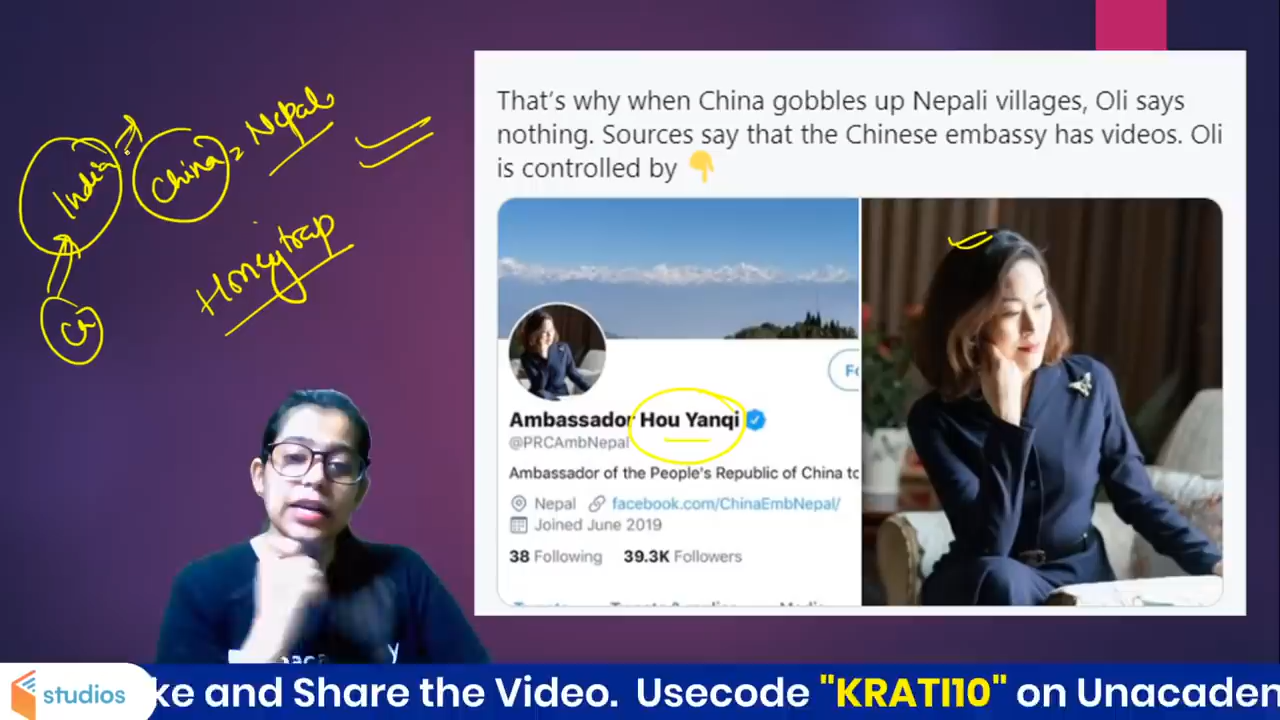 India
China = Nepal
Honeytrap
That's why when China gobbles up Nepali villages, Oli says
nothing. Sources say that the Chinese embassy has videos. Oli
is controlled by 👇
Ambassador Hou Yanqi
@PRCAmbNepal
Ambassador of the People's Republic of China to
Nepal facebook.com/ChinaEmbNepal/
Joined June 2019
38 Following 39.3K Followers
studios
ke and Share the Video. Usecode "KRATI10" on Unacaden